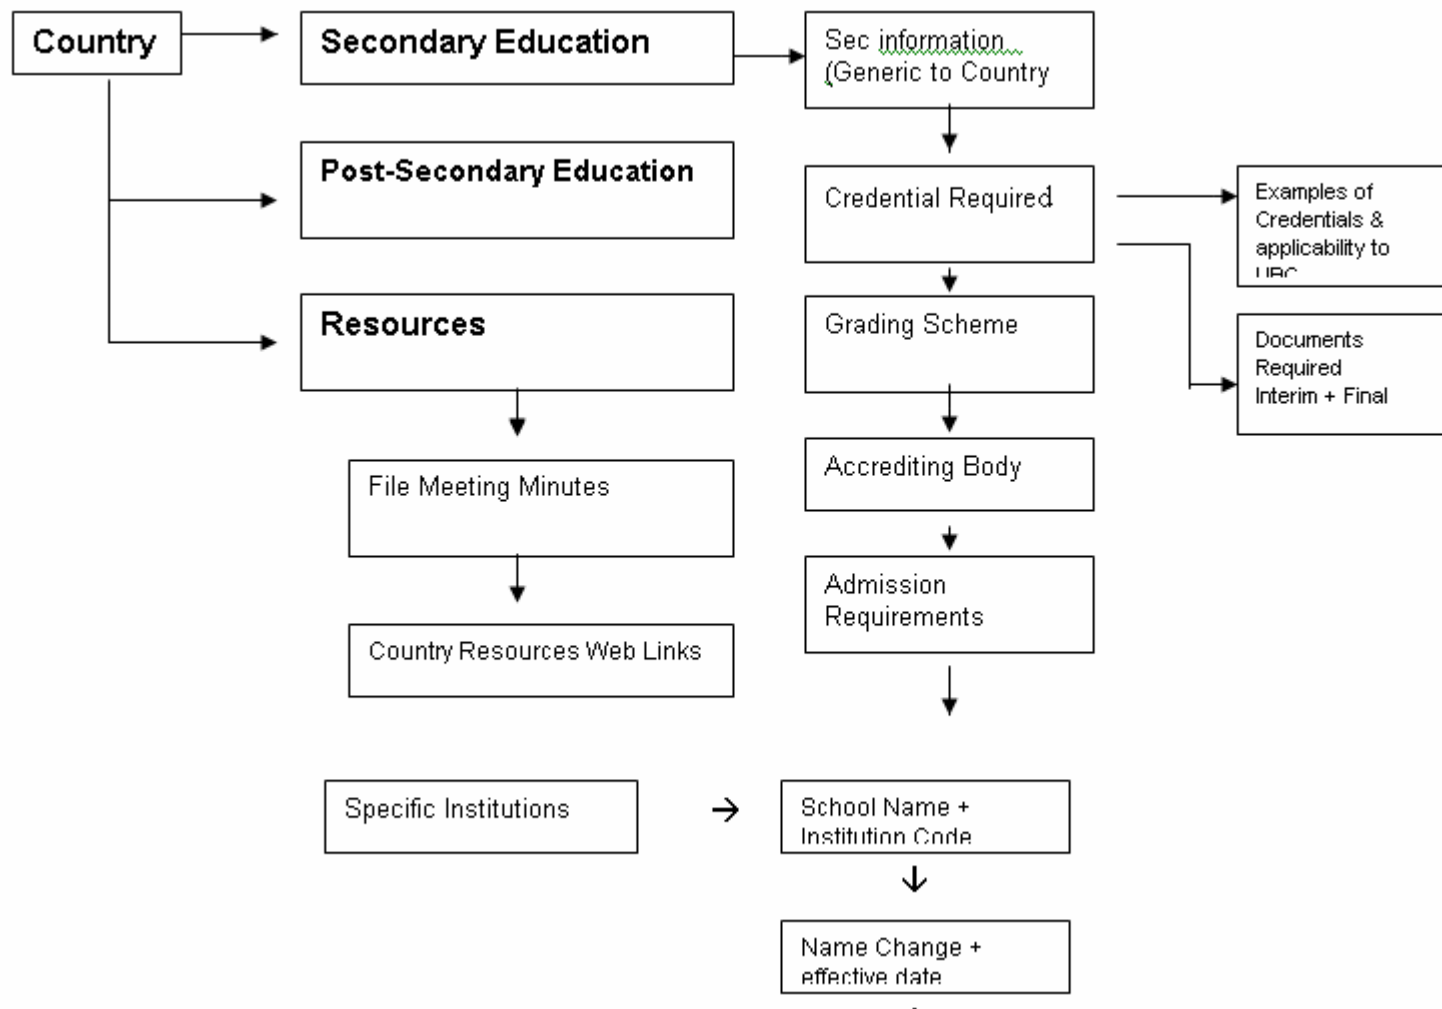 Country
Secondary Education
Sec information
(Generic to Country
Post-Secondary Education
Credential Required
Examples of
Credentials &
applicability to
UBC
Resources
Grading Scheme
Documents
Required
Interim + Final
File Meeting Minutes
Accrediting Body
Admission
Requirements
Country Resources Web Links
Specific Institutions
School Name +
Institution Code
Name Change +
effective date